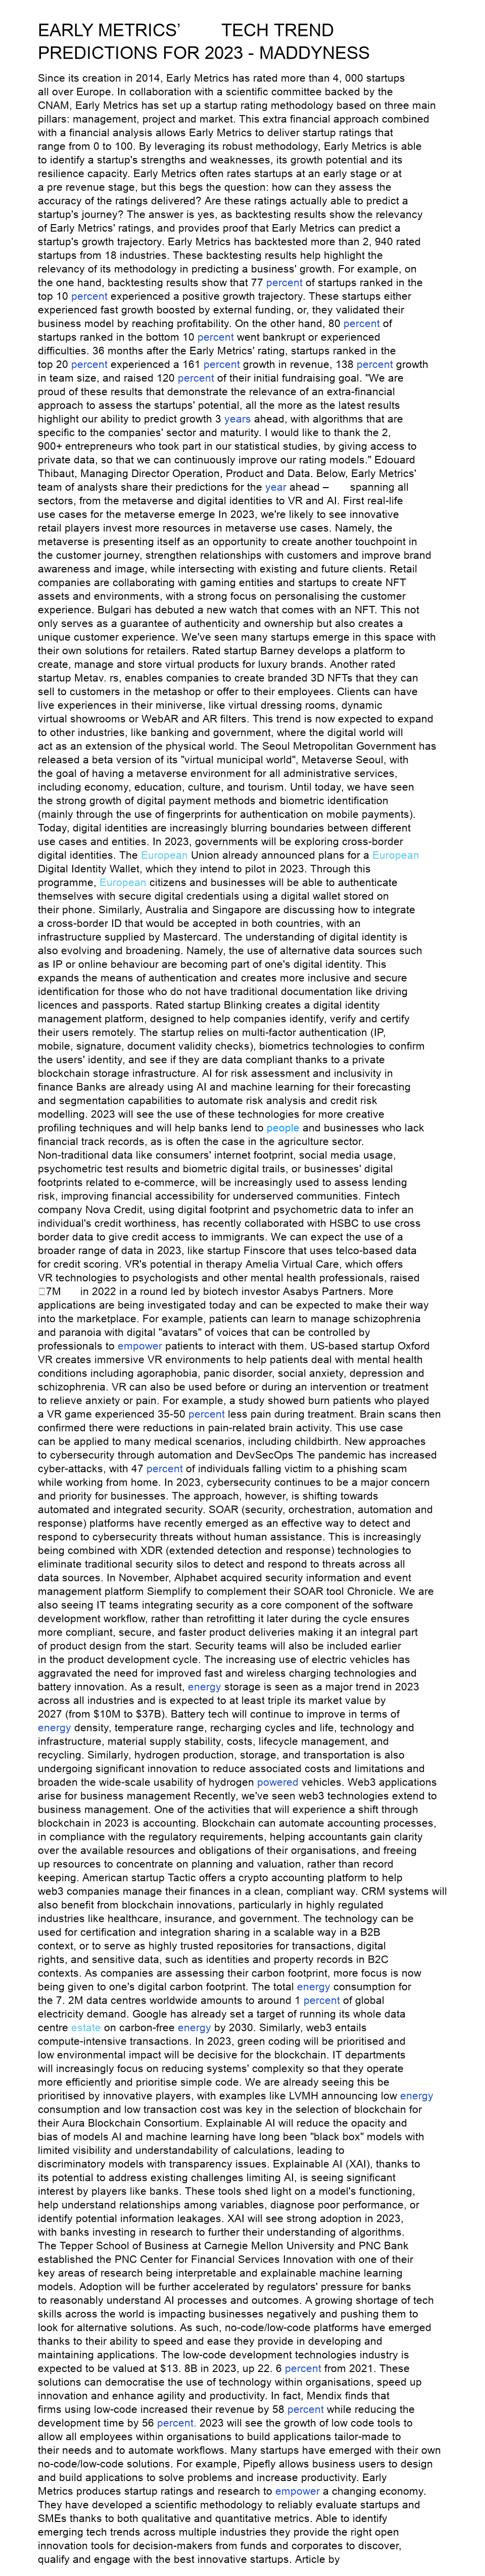 EARLY METRICS’ TECH TREND
PREDICTIONS FOR 2023 - MADDYNESS
Since its creation in 2014, Early Metrics has rated more than 4, 000 startups
all over Europe. In collaboration with a scientific committee backed by the
CNAM, Early Metrics has set up a startup rating methodology based on three main
pillars: management, project and market. This extra financial approach combined
with a financial analysis allows Early Metrics to deliver startup ratings that
range from 0 to 100. By leveraging its robust methodology, Early Metrics is able
to identify a startup's strengths and weaknesses, its growth potential and its
resilience capacity. Early Metrics often rates startups at an early stage or at
a pre revenue stage, but this begs the question: how can they assess the
accuracy of the ratings delivered? Are these ratings actually able to predict a
startup's journey? The answer is yes, as backtesting results show the relevancy
of Early Metrics' ratings, and provides proof that Early Metrics can predict a
startup's growth trajectory. Early Metrics has backtested more than 2, 940 rated
startups from 18 industries. These backtesting results help highlight the
relevancy of its methodology in predicting a business' growth. For example, on
the one hand, backtesting results show that 77 percent of startups ranked in the
top 10 percent experienced a positive growth trajectory. These startups either
experienced fast growth boosted by external funding, or, they validated their
business model by reaching profitability. On the other hand, 80 percent of
startups ranked in the bottom 10 percent went bankrupt or experienced
difficulties. 36 months after the Early Metrics' rating, startups ranked in the
top 20 percent experienced a 161 percent growth in revenue, 138 percent growth
in team size, and raised 120 percent of their initial fundraising goal. "We are
proud of these results that demonstrate the relevance of an extra-financial
approach to assess the startups' potential, all the more as the latest results
highlight our ability to predict growth 3 years ahead, with algorithms that are
specific to the companies' sector and maturity. I would like to thank the 2,
900+ entrepreneurs who took part in our statistical studies, by giving access to
private data, so that we can continuously improve our rating models." Edouard
Thibaut, Managing Director Operation, Product and Data. Below, Early Metrics'
team of analysts share their predictions for the year ahead – spanning all
sectors, from the metaverse and digital identities to VR and AI. First real-life
use cases for the metaverse emerge In 2023, we're likely to see innovative
retail players invest more resources in metaverse use cases. Namely, the
metaverse is presenting itself as an opportunity to create another touchpoint in
the customer journey, strengthen relationships with customers and improve brand
awareness and image, while intersecting with existing and future clients. Retail
companies are collaborating with gaming entities and startups to create NFT
assets and environments, with a strong focus on personalising the customer
experience. Bulgari has debuted a new watch that comes with an NFT. This not
only serves as a guarantee of authenticity and ownership but also creates a
unique customer experience. We've seen many startups emerge in this space with
their own solutions for retailers. Rated startup Barney develops a platform to
create, manage and store virtual products for luxury brands. Another rated
startup Metav. rs, enables companies to create branded 3D NFTs that they can
sell to customers in the metashop or offer to their employees. Clients can have
live experiences in their miniverse, like virtual dressing rooms, dynamic
virtual showrooms or WebAR and AR filters. This trend is now expected to expand
to other industries, like banking and government, where the digital world will
act as an extension of the physical world. The Seoul Metropolitan Government has
released a beta version of its "virtual municipal world", Metaverse Seoul, with
the goal of having a metaverse environment for all administrative services,
including economy, education, culture, and tourism. Until today, we have seen
the strong growth of digital payment methods and biometric identification
(mainly through the use of fingerprints for authentication on mobile payments).
Today, digital identities are increasingly blurring boundaries between different
use cases and entities. In 2023, governments will be exploring cross-border
digital identities. The European Union already announced plans for a European
Digital Identity Wallet, which they intend to pilot in 2023. Through this
programme, European citizens and businesses will be able to authenticate
themselves with secure digital credentials using a digital wallet stored on
their phone. Similarly, Australia and Singapore are discussing how to integrate
a cross-border ID that would be accepted in both countries, with an
infrastructure supplied by Mastercard. The understanding of digital identity is
also evolving and broadening. Namely, the use of alternative data sources such
as IP or online behaviour are becoming part of one's digital identity. This
expands the means of authentication and creates more inclusive and secure
identification for those who do not have traditional documentation like driving
licences and passports. Rated startup Blinking creates a digital identity
management platform, designed to help companies identify, verify and certify
their users remotely. The startup relies on multi-factor authentication (IP,
mobile, signature, document validity checks), biometrics technologies to confirm
the users' identity, and see if they are data compliant thanks to a private
blockchain storage infrastructure. AI for risk assessment and inclusivity in
finance Banks are already using AI and machine learning for their forecasting
and segmentation capabilities to automate risk analysis and credit risk
modelling. 2023 will see the use of these technologies for more creative
profiling techniques and will help banks lend to people and businesses who lack
financial track records, as is often the case in the agriculture sector.
Non-traditional data like consumers' internet footprint, social media usage,
psychometric test results and biometric digital trails, or businesses' digital
footprints related to e-commerce, will be increasingly used to assess lending
risk, improving financial accessibility for underserved communities. Fintech
company Nova Credit, using digital footprint and psychometric data to infer an
individual's credit worthiness, has recently collaborated with HSBC to use cross
border data to give credit access to immigrants. We can expect the use of a
broader range of data in 2023, like startup Finscore that uses telco-based data
for credit scoring. VR's potential in therapy Amelia Virtual Care, which offers
VR technologies to psychologists and other mental health professionals, raised
□7M in 2022 in a round led by biotech investor Asabys Partners. More
applications are being investigated today and can be expected to make their way
into the marketplace. For example, patients can learn to manage schizophrenia
and paranoia with digital "avatars" of voices that can be controlled by
professionals to empower patients to interact with them. US-based startup Oxford
VR creates immersive VR environments to help patients deal with mental health
conditions including agoraphobia, panic disorder, social anxiety, depression and
schizophrenia. VR can also be used before or during an intervention or treatment
to relieve anxiety or pain. For example, a study showed burn patients who played
a VR game experienced 35-50 percent less pain during treatment. Brain scans then
confirmed there were reductions in pain-related brain activity. This use case
can be applied to many medical scenarios, including childbirth. New approaches
to cybersecurity through automation and DevSecOps The pandemic has increased
cyber-attacks, with 47 percent of individuals falling victim to a phishing scam
while working from home. In 2023, cybersecurity continues to be a major concern
and priority for businesses. The approach, however, is shifting towards
automated and integrated security. SOAR (security, orchestration, automation and
response) platforms have recently emerged as an effective way to detect and
respond to cybersecurity threats without human assistance. This is increasingly
being combined with XDR (extended detection and response) technologies to
eliminate traditional security silos to detect and respond to threats across all
data sources. In November, Alphabet acquired security information and event
management platform Siemplify to complement their SOAR tool Chronicle. We are
also seeing IT teams integrating security as a core component of the software
development workflow, rather than retrofitting it later during the cycle ensures
more compliant, secure, and faster product deliveries making it an integral part
of product design from the start. Security teams will also be included earlier
in the product development cycle. The increasing use of electric vehicles has
aggravated the need for improved fast and wireless charging technologies and
battery innovation. As a result, energy storage is seen as a major trend in 2023
across all industries and is expected to at least triple its market value by
2027 (from $10M to $37B). Battery tech will continue to improve in terms of
energy density, temperature range, recharging cycles and life, technology and
infrastructure, material supply stability, costs, lifecycle management, and
recycling. Similarly, hydrogen production, storage, and transportation is also
undergoing significant innovation to reduce associated costs and limitations and
broaden the wide-scale usability of hydrogen powered vehicles. Web3 applications
arise for business management Recently, we've seen web3 technologies extend to
business management. One of the activities that will experience a shift through
blockchain in 2023 is accounting. Blockchain can automate accounting processes,
in compliance with the regulatory requirements, helping accountants gain clarity
over the available resources and obligations of their organisations, and freeing
up resources to concentrate on planning and valuation, rather than record
keeping. American startup Tactic offers a crypto accounting platform to help
web3 companies manage their finances in a clean, compliant way. CRM systems will
also benefit from blockchain innovations, particularly in highly regulated
industries like healthcare, insurance, and government. The technology can be
used for certification and integration sharing in a scalable way in a B2B
context, or to serve as highly trusted repositories for transactions, digital
rights, and sensitive data, such as identities and property records in B2C
contexts. As companies are assessing their carbon footprint, more focus is now
being given to one's digital carbon footprint. The total energy consumption for
the 7. 2M data centres worldwide amounts to around 1 percent of global
electricity demand. Google has already set a target of running its whole data
centre estate on carbon-free energy by 2030. Similarly, web3 entails
compute-intensive transactions. In 2023, green coding will be prioritised and
low environmental impact will be decisive for the blockchain. IT departments
will increasingly focus on reducing systems' complexity so that they operate
more efficiently and prioritise simple code. We are already seeing this be
prioritised by innovative players, with examples like LVMH announcing low energy
consumption and low transaction cost was key in the selection of blockchain for
their Aura Blockchain Consortium. Explainable AI will reduce the opacity and
bias of models AI and machine learning have long been "black box" models with
limited visibility and understandability of calculations, leading to
discriminatory models with transparency issues. Explainable AI (XAI), thanks to
its potential to address existing challenges limiting AI, is seeing significant
interest by players like banks. These tools shed light on a model's functioning,
help understand relationships among variables, diagnose poor performance, or
identify potential information leakages. XAI will see strong adoption in 2023,
with banks investing in research to further their understanding of algorithms.
The Tepper School of Business at Carnegie Mellon University and PNC Bank
established the PNC Center for Financial Services Innovation with one of their
key areas of research being interpretable and explainable machine learning
models. Adoption will be further accelerated by regulators' pressure for banks
to reasonably understand AI processes and outcomes. A growing shortage of tech
skills across the world is impacting businesses negatively and pushing them to
look for alternative solutions. As such, no-code/low-code platforms have emerged
thanks to their ability to speed and ease they provide in developing and
maintaining applications. The low-code development technologies industry is
expected to be valued at $13. 8B in 2023, up 22. 6 percent from 2021. These
solutions can democratise the use of technology within organisations, speed up
innovation and enhance agility and productivity. In fact, Mendix finds that
firms using low-code increased their revenue by 58 percent while reducing the
development time by 56 percent. 2023 will see the growth of low code tools to
allow all employees within organisations to build applications tailor-made to
their needs and to automate workflows. Many startups have emerged with their own
no-code/low-code solutions. For example, Pipefly allows business users to design
and build applications to solve problems and increase productivity. Early
Metrics produces startup ratings and research to empower a changing economy.
They have developed a scientific methodology to reliably evaluate startups and
SMEs thanks to both qualitative and quantitative metrics. Able to identify
emerging tech trends across multiple industries they provide the right open
innovation tools for decision-makers from funds and corporates to discover,
qualify and engage with the best innovative startups. Article by